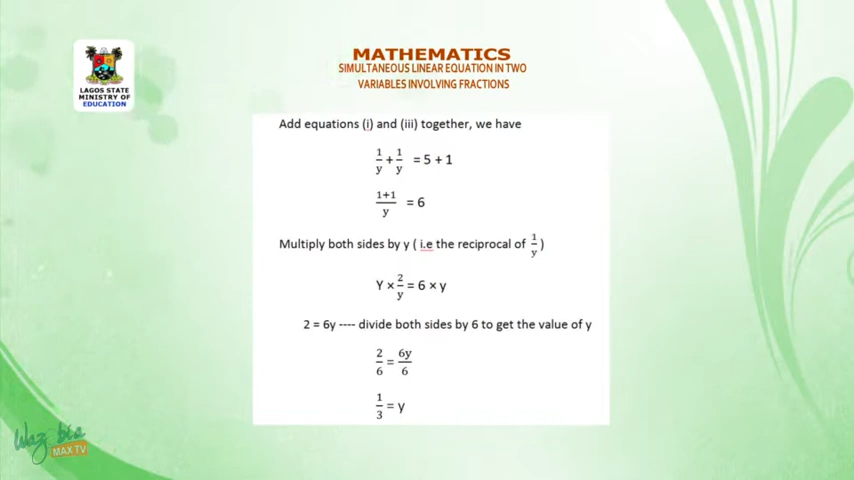 LAGOS STATE
MINISTRY OF
EDUCATION
MATHEMATICS
SIMULTANEOUS LINEAR EQUATION IN TWO
VARIABLES INVOLVING FRACTIONS
Add equations (i) and (iii) together, we have
1/y + 1/y = 5 + 1
1+1/y = 6
Multiply both sides by y ( i.e the reciprocal of 1/y )
Y × 2/y = 6 × y
2 = 6y ---- divide both sides by 6 to get the value of y
2/6 = 6y/6
1/3 = y
Wazobia
MAX TV